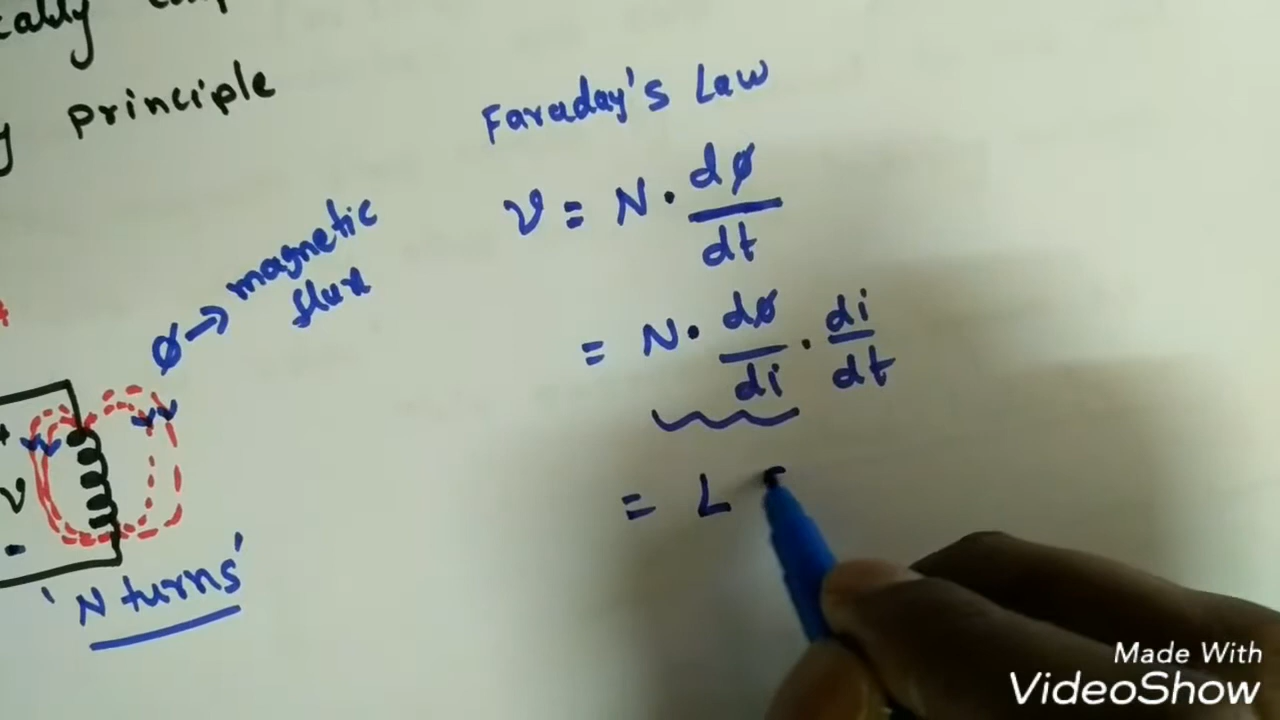 principle
Faraday's Law
v = N · dφ/dt
= N · dφ/di · di/dt
= L
φ → magnetic
flux
+
v
-
'N turns'
Made With
VideoShow